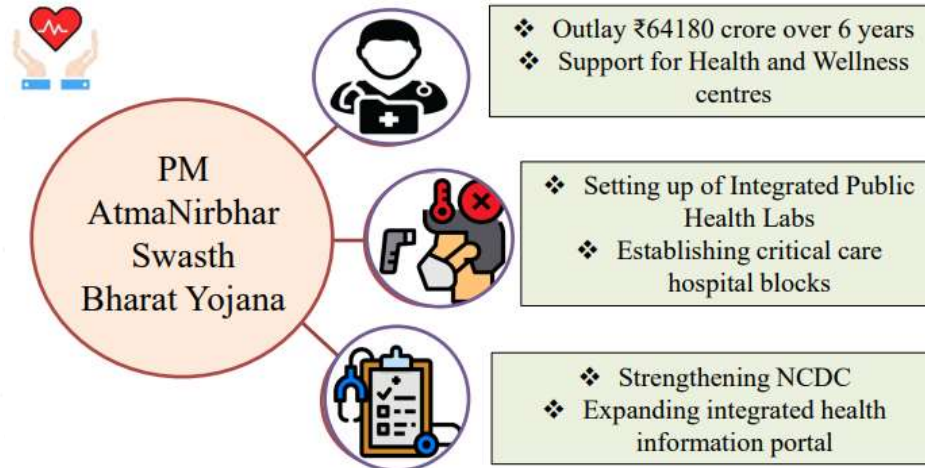 PM
AtmaNirbhar
Swasth
Bharat Yojana
❖ Outlay ₹64180 crore over 6 years
❖ Support for Health and Wellness
centres
❖ Setting up of Integrated Public
Health Labs
❖ Establishing critical care
hospital blocks
❖ Strengthening NCDC
❖ Expanding integrated health
information portal